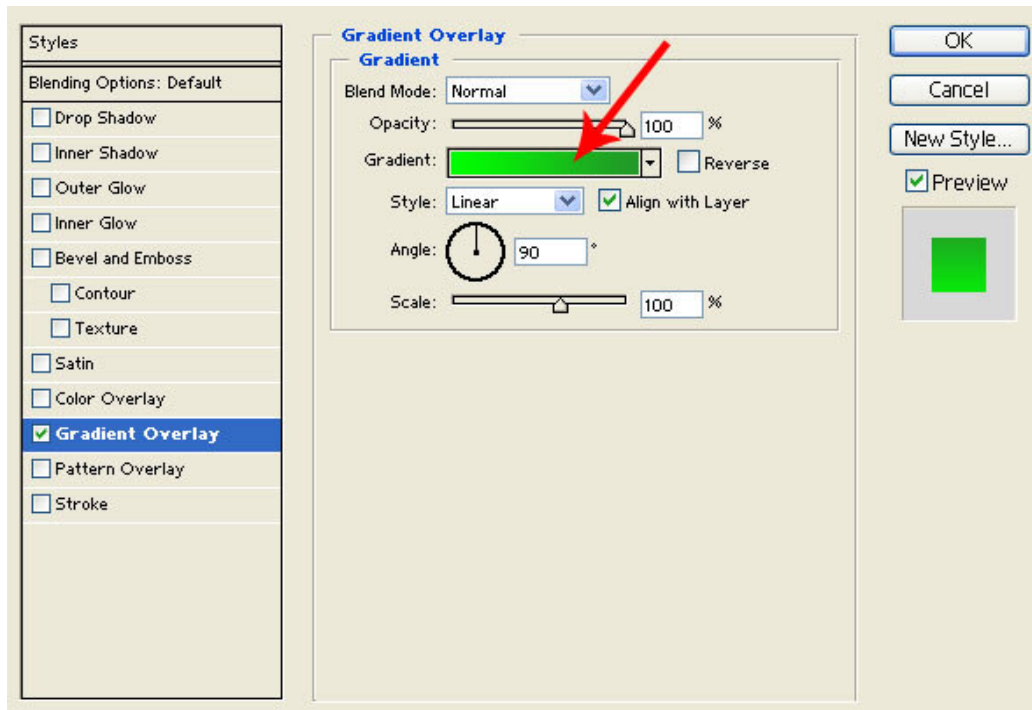 Styles
Blending Options: Default
Drop Shadow
Inner Shadow
Outer Glow
Inner Glow
Bevel and Emboss
Contour
Texture
Satin
Color Overlay
Gradient Overlay
Pattern Overlay
Stroke
Gradient Overlay
Gradient
Blend Mode: Normal
Opacity: 100 %
Gradient: Reverse
Style: Linear Align with Layer
Angle: 90 °
Scale: 100 %
OK
Cancel
New Style...
Preview